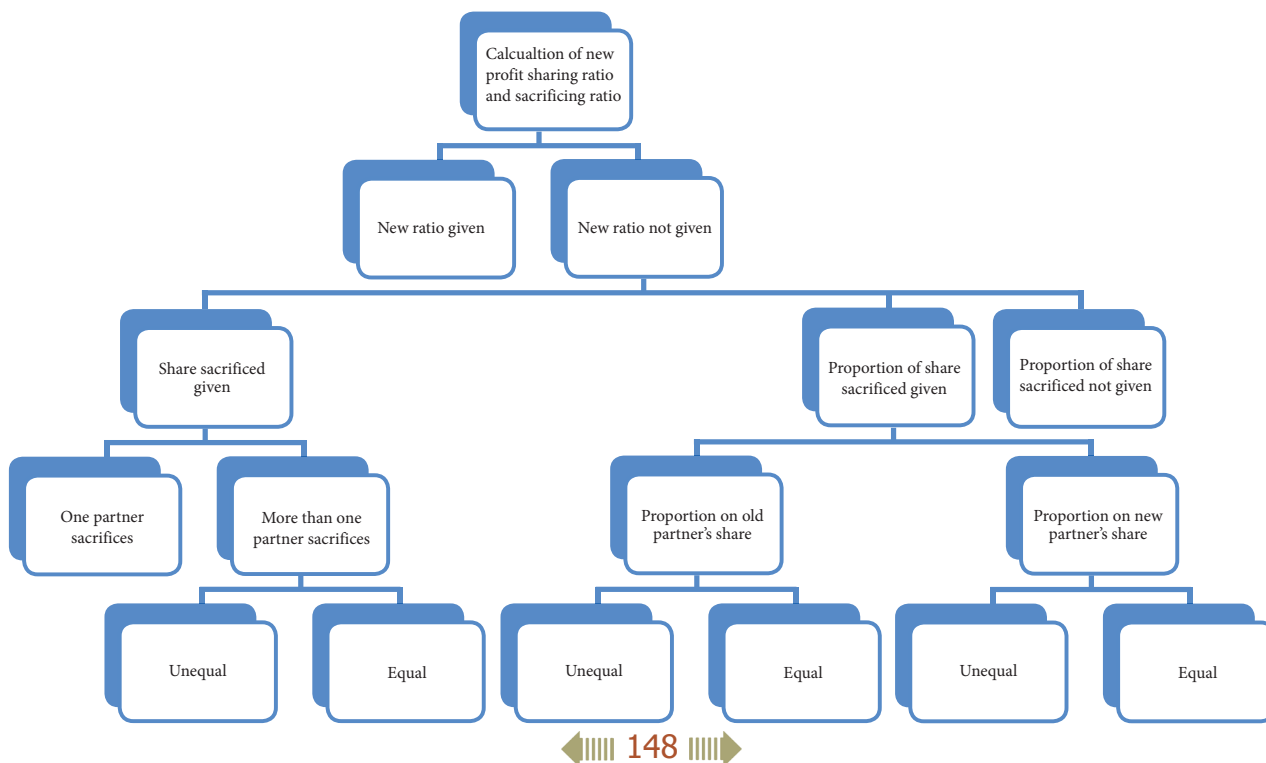 Calcualtion of new
profit sharing ratio
and sacrificing ratio
New ratio given
New ratio not given
Share sacrificed
given
Proportion of share
sacrificed given
Proportion of share
sacrificed not given
One partner
sacrifices
More than one
partner sacrifices
Proportion on old
partner’s share
Proportion on new
partner’s share
Unequal
Equal
Unequal
Equal
Unequal
Equal
148